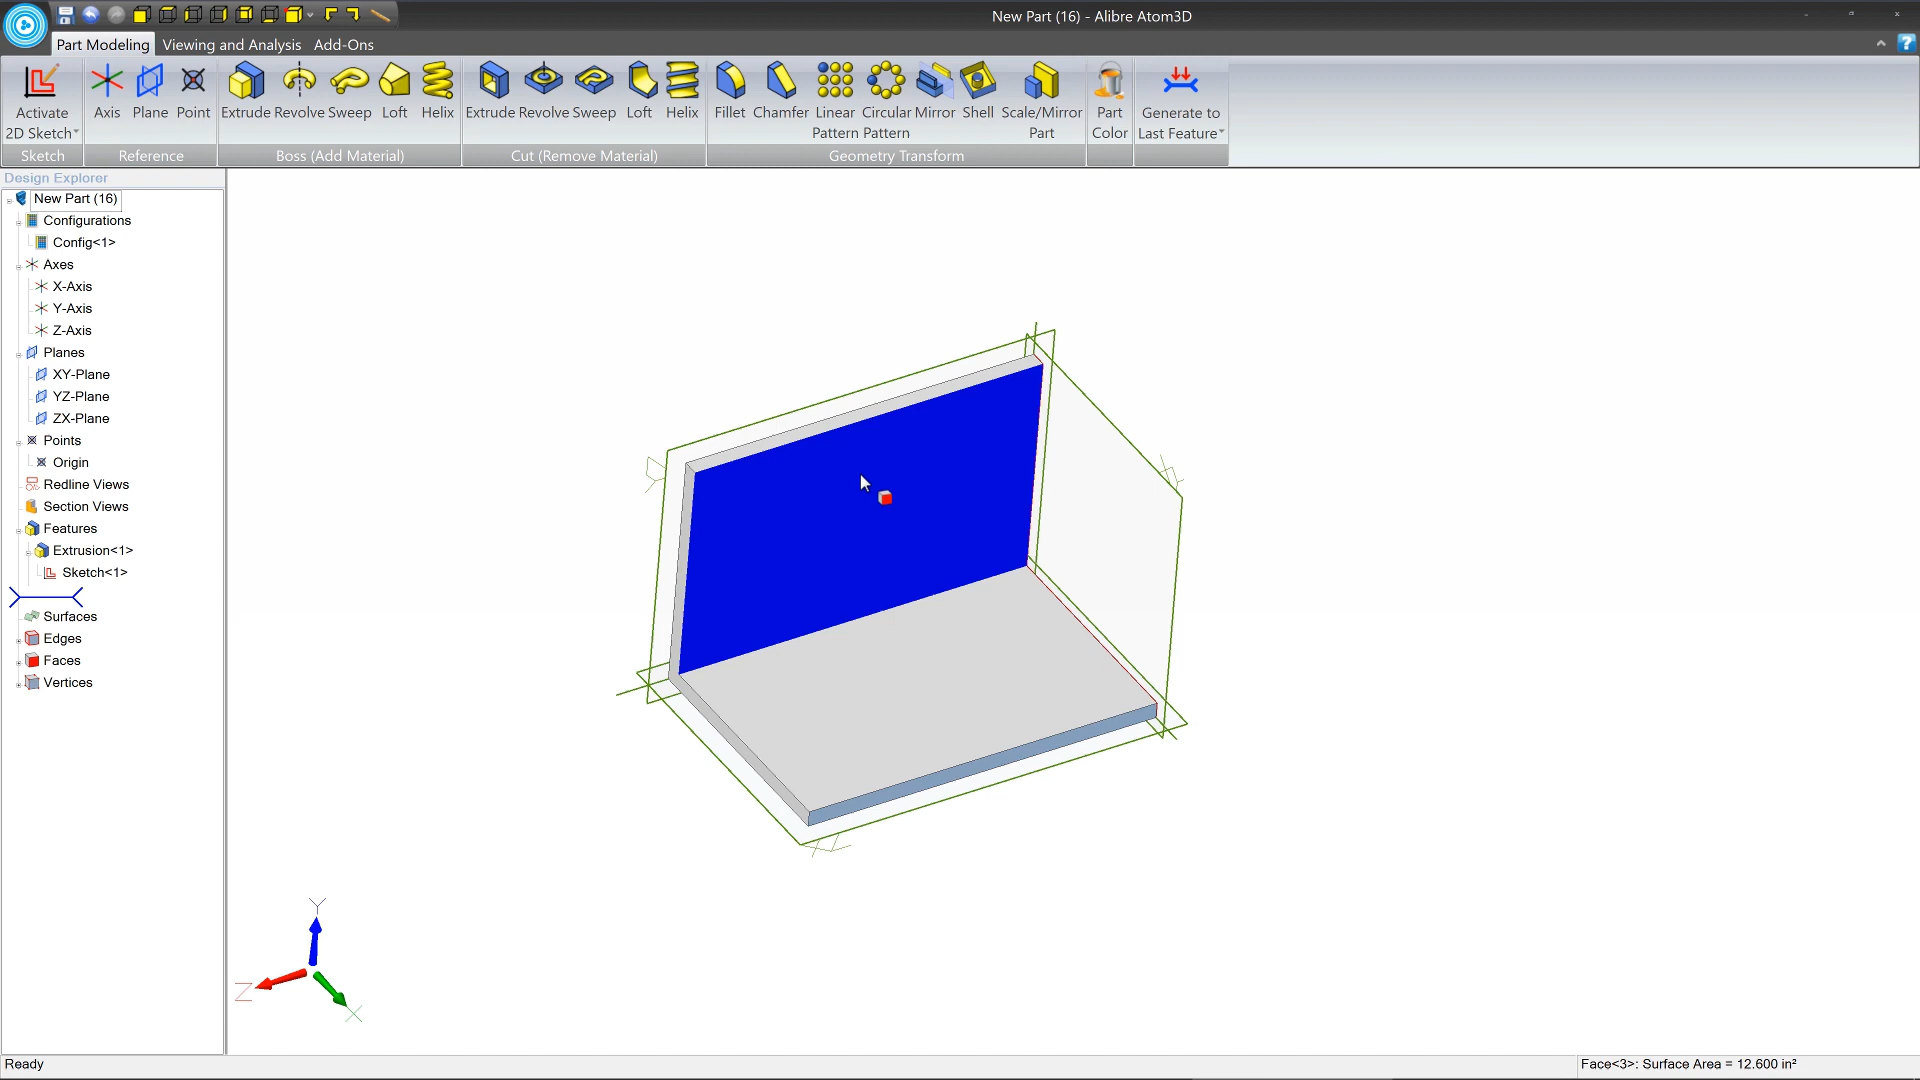 New Part (16) - Alibre Atom3D
Part Modeling Viewing and Analysis Add-Ons
Activate 2D Sketch
Axis Plane Point
Extrude Revolve Sweep Loft Helix
Extrude Revolve Sweep Loft Helix
Fillet Chamfer Linear Pattern Circular Pattern Mirror Shell Scale/Mirror Part
Part Color
Generate to Last Feature
Sketch Reference Boss (Add Material) Cut (Remove Material) Geometry Transform
Design Explorer
New Part (16)
Configurations
Config<1>
Axes
X-Axis
Y-Axis
Z-Axis
Planes
XY-Plane
YZ-Plane
ZX-Plane
Points
Origin
Redline Views
Section Views
Features
Extrusion<1>
Sketch<1>
Surfaces
Edges
Faces
Vertices
Y
Z
X
Ready
Face<3>: Surface Area = 12.600 in²